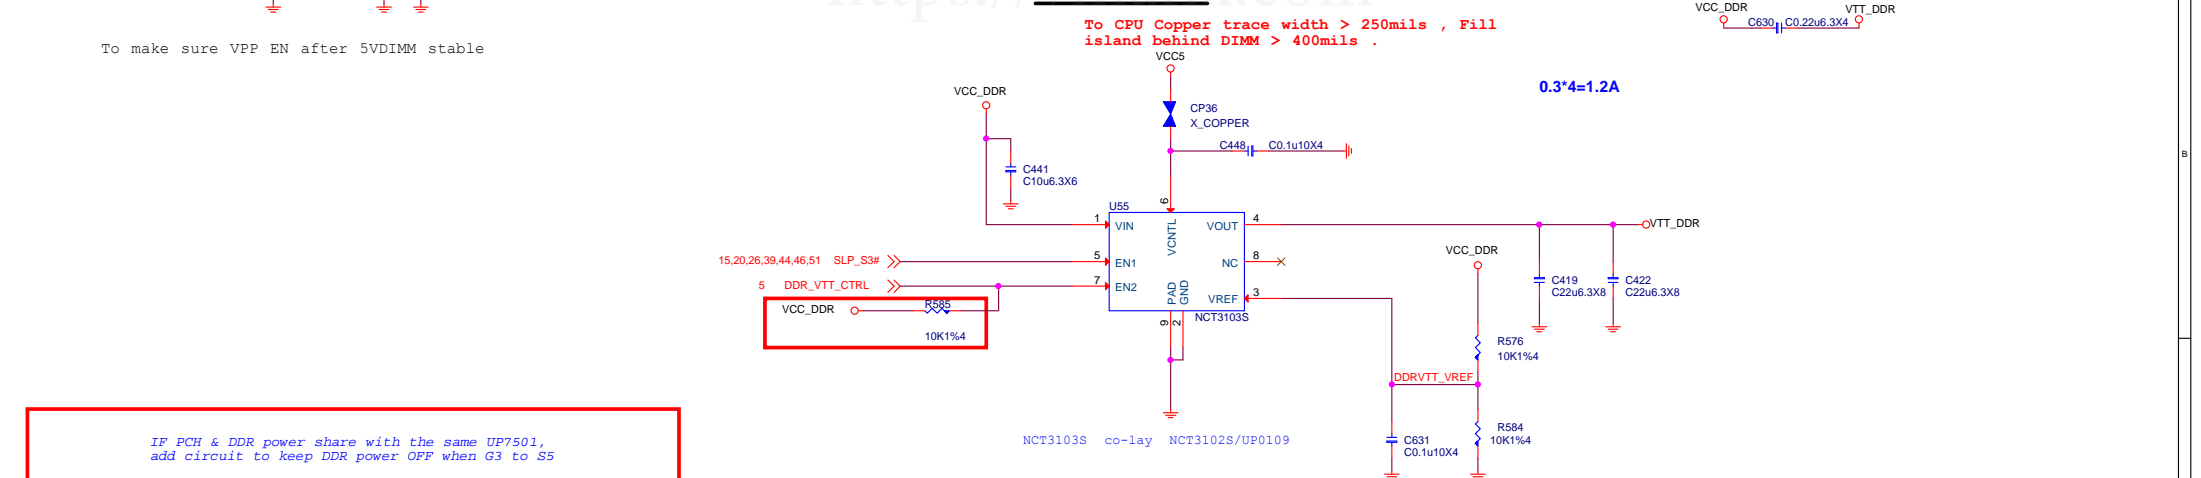 To make sure VPP EN after 5VDIMM stable
To CPU Copper trace width > 250mils , Fill
island behind DIMM > 400mils .
VCC_DDR
C630
C0.22u6.3X4
VTT_DDR
0.3*4=1.2A
VCC5
CP36
X_COPPER
C448
C0.1u10X4
VCC_DDR
C441
C10u6.3X6
U55
1
VIN
6
VCNTL
VOUT
4
VTT_DDR
15,20,26,39,44,46,51
SLP_S3#
5
EN1
NC
8
5
DDR_VTT_CTRL
7
EN2
VREF
3
PAD
GND
9
2
NCT3103S
VCC_DDR
R585
10K1%4
VCC_DDR
C419
C22u6.3X8
C422
C22u6.3X8
R576
10K1%4
DDRVTT_VREF
C631
C0.1u10X4
R584
10K1%4
NCT3103S co-lay NCT3102S/UP0109
IF PCH & DDR power share with the same UP7501,
add circuit to keep DDR power OFF when G3 to S5
B